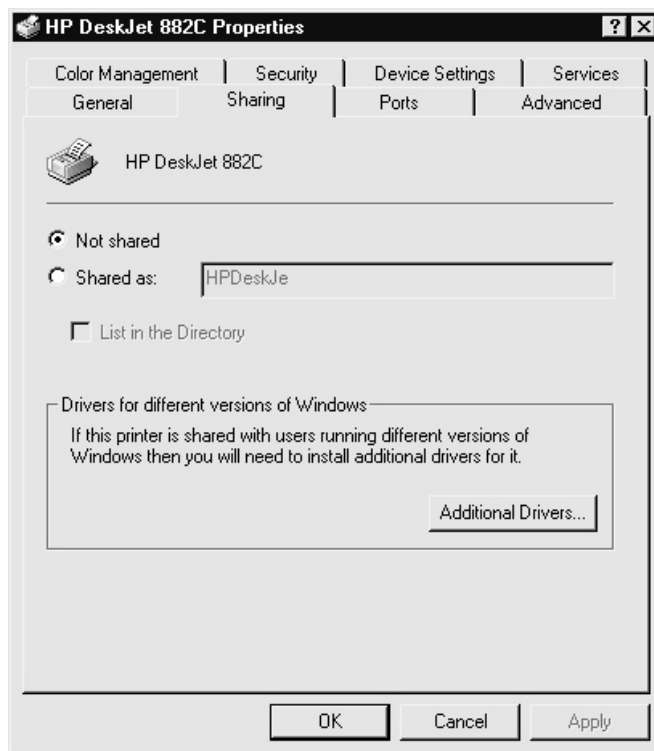 HP DeskJet 882C Properties
Color Management Security Device Settings Services
General Sharing Ports Advanced
HP DeskJet 882C
Not shared
Shared as: HPDeskJe
List in the Directory
Drivers for different versions of Windows
If this printer is shared with users running different versions of
Windows then you will need to install additional drivers for it.
Additional Drivers...
OK Cancel Apply